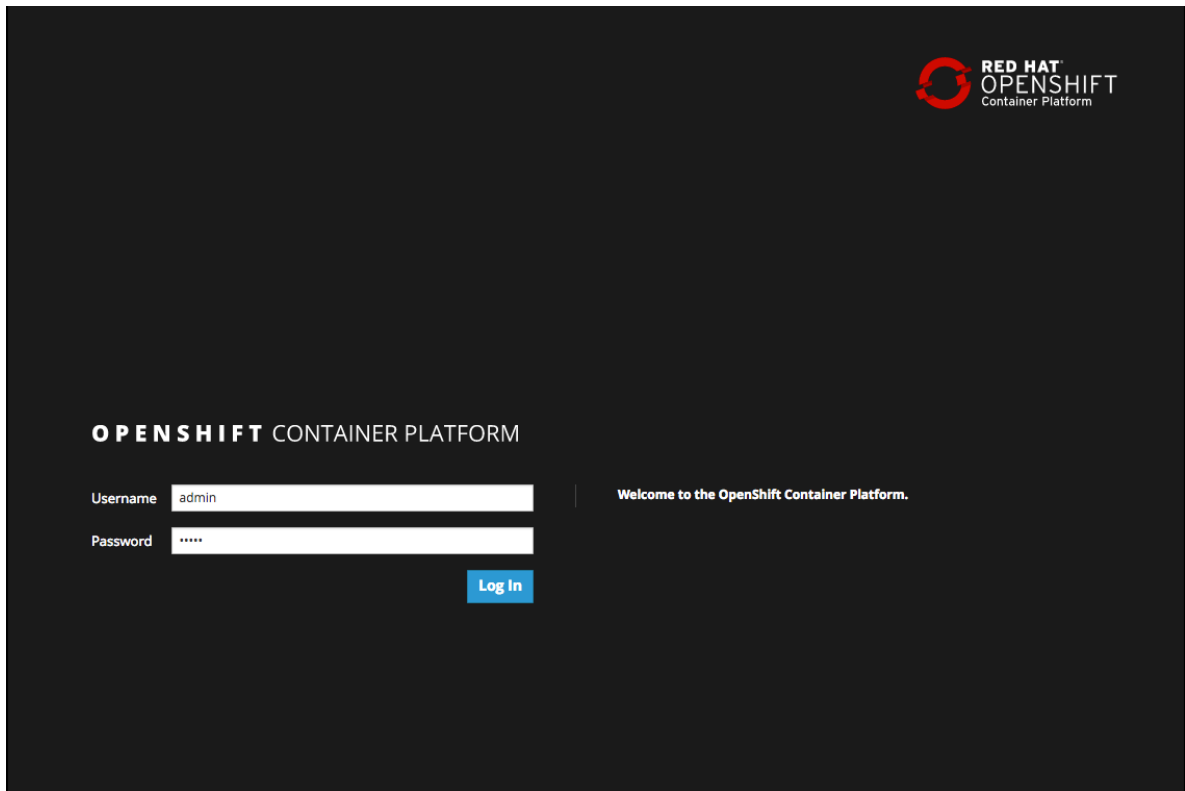 RED HAT
OPENSHIFT
Container Platform
OPENSHIFT CONTAINER PLATFORM
Username admin
Welcome to the OpenShift Container Platform.
Password •••••
Log In